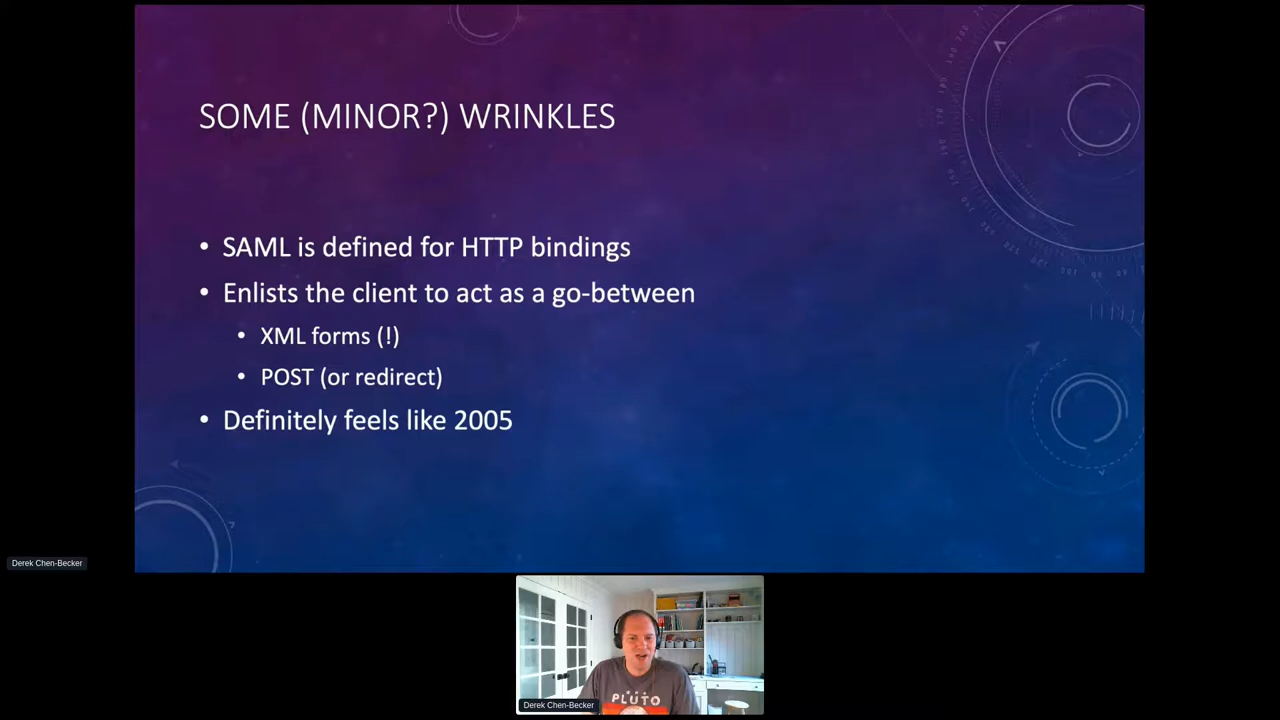 SOME (MINOR?) WRINKLES
• SAML is defined for HTTP bindings
• Enlists the client to act as a go-between
• XML forms (!)
• POST (or redirect)
• Definitely feels like 2005
Derek Chen-Becker
PLUTO
Derek Chen-Becker